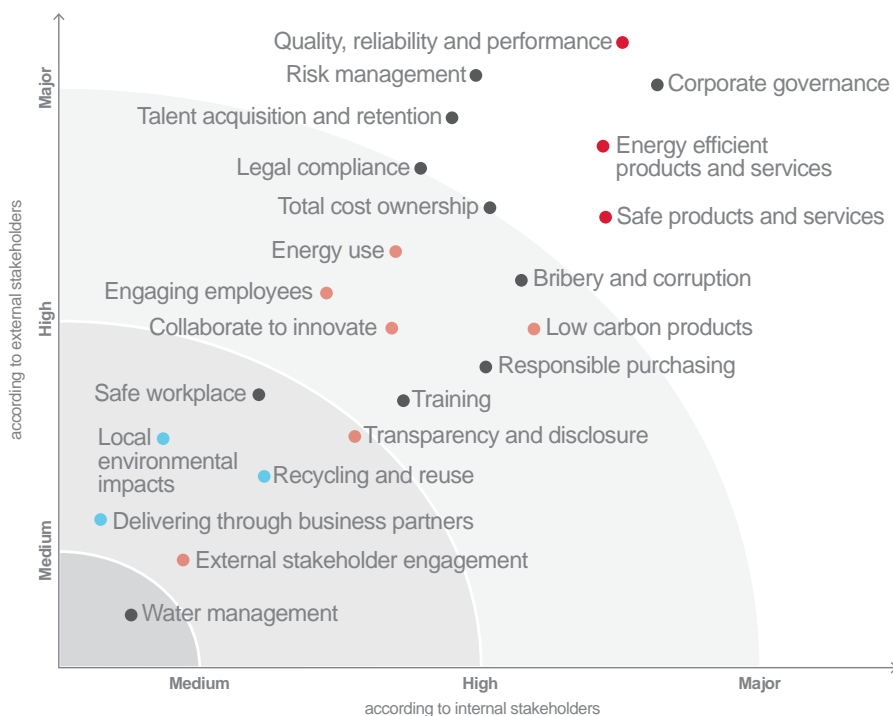 Quality, reliability and performance
Risk management
Corporate governance
Major
Talent acquisition and retention
Energy efficient
products and services
Legal compliance
Total cost ownership
Safe products and services
according to external stakeholders
Energy use
Bribery and corruption
Engaging employees
High
Collaborate to innovate
Low carbon products
Responsible purchasing
Safe workplace
Training
Transparency and disclosure
Local
environmental
impacts
Recycling and reuse
Delivering through business partners
Medium
External stakeholder engagement
Water management
Medium
High
Major
according to internal stakeholders